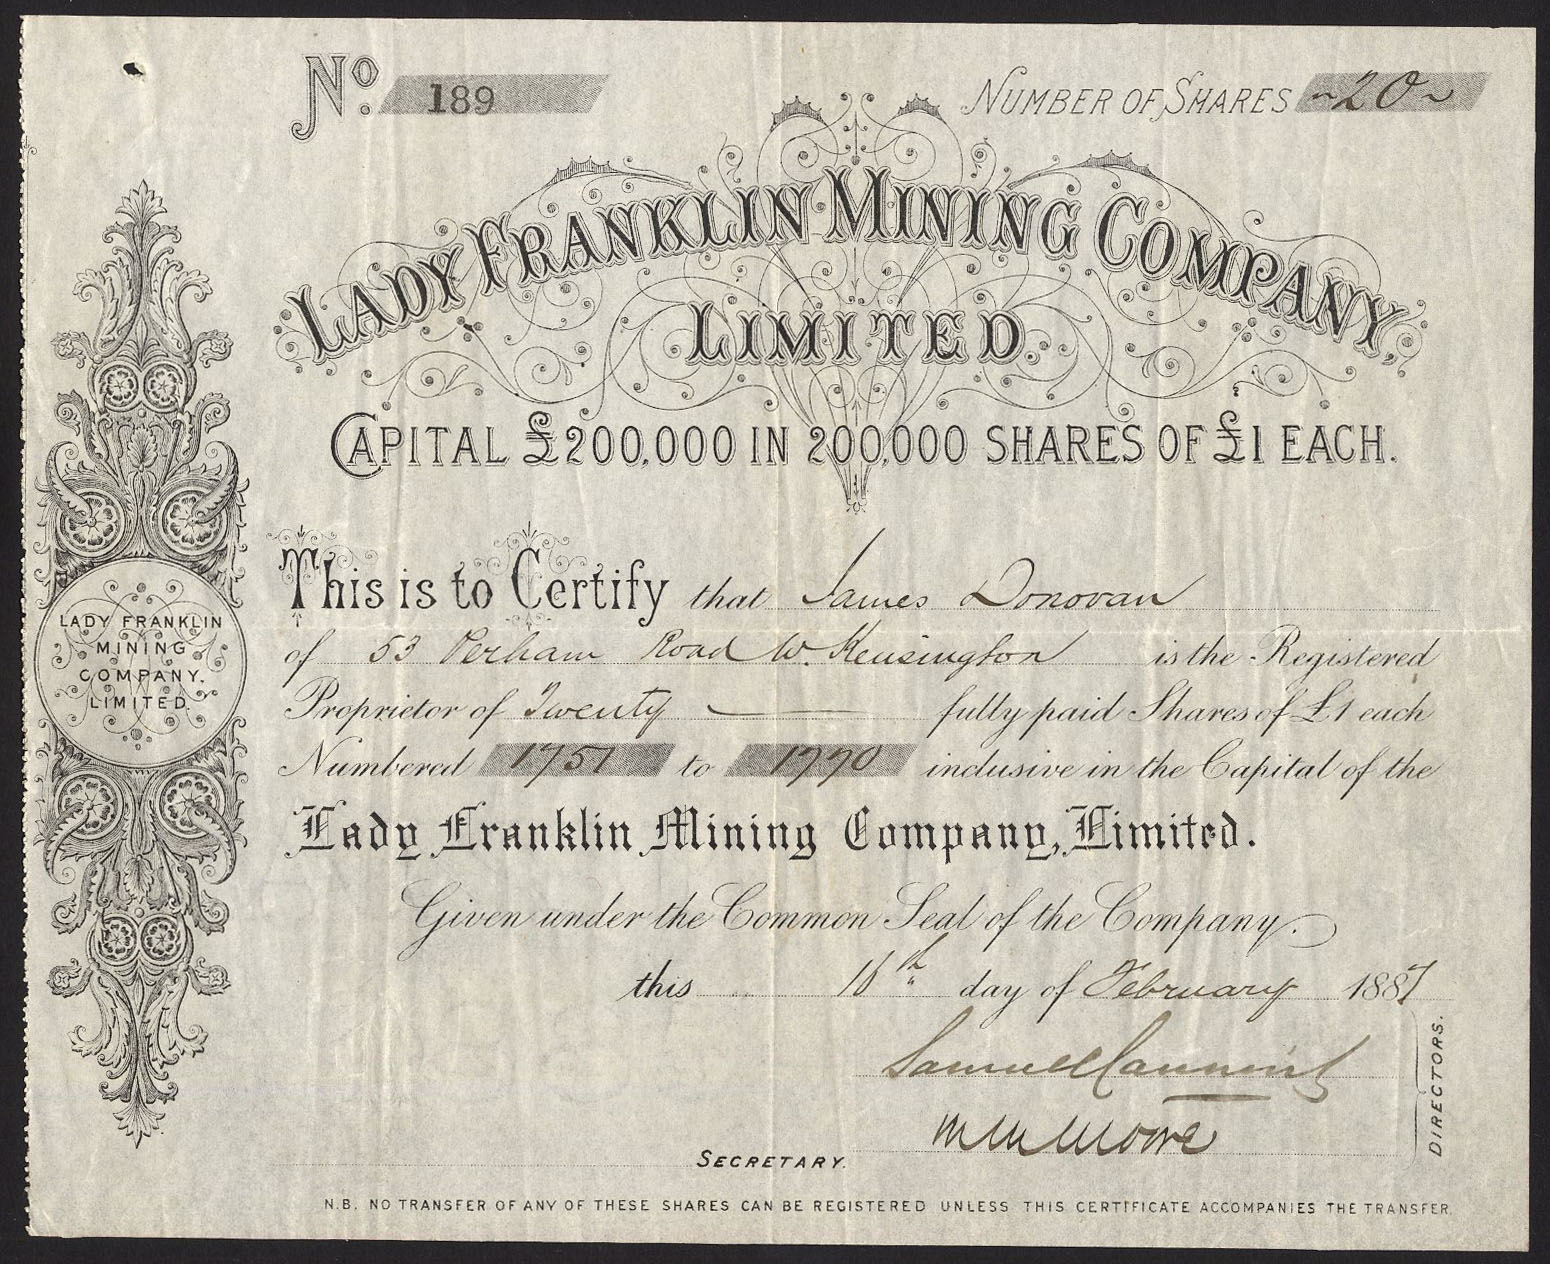 No. 189
NUMBER OF SHARES ~20~
LADY FRANKLIN MINING COMPANY,
LIMITED.
CAPITAL £200,000 IN 200,000 SHARES OF £1 EACH.
This is to Certify that James Donovan
of 53 Perham Road W. Kensington is the Registered
Proprietor of Twenty fully paid Shares of £1 each
Numbered 1751 to 1770 inclusive in the Capital of the
Lady Franklin Mining Company, Limited.
Given under the Common Seal of the Company.
this 16th day of February 1887
Samuel Canning
Moore
DIRECTORS.
SECRETARY.
N.B. NO TRANSFER OF ANY OF THESE SHARES CAN BE REGISTERED UNLESS THIS CERTIFICATE ACCOMPANIES THE TRANSFER.
LADY FRANKLIN
MINING
COMPANY,
LIMITED.